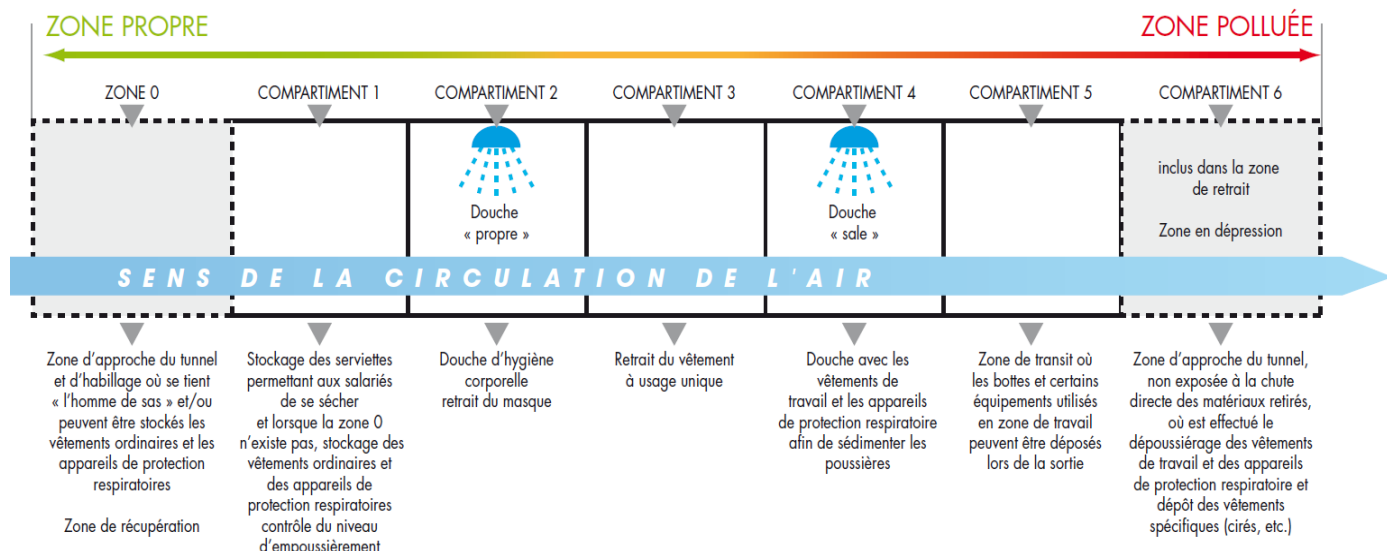 ZONE PROPRE
ZONE POLLUÉE
ZONE 0
COMPARTIMENT 1
COMPARTIMENT 2
COMPARTIMENT 3
COMPARTIMENT 4
COMPARTIMENT 5
COMPARTIMENT 6
Douche
« propre »
Douche
« sale »
inclus dans la zone
de retrait
Zone en dépression
SENS DE LA CIRCULATION DE L'AIR
Zone d'approche du tunnel
et d'habillage où se tient
« l'homme de sas » et/ou
peuvent être stockés les
vêtements ordinaires et les
appareils de protection
respiratoires
Zone de récupération
Stockage des serviettes
permettant aux salariés
de se sécher
et lorsque la zone 0
n'existe pas, stockage des
vêtements ordinaires et
des appareils de
protection respiratoires
contrôle du niveau
d'empoussièrement
Douche d'hygiène
corporelle
retrait du masque
Retrait du vêtement
à usage unique
Douche avec les
vêtements de
travail et les appareils
de protection respiratoire
afin de sédimenter les
poussières
Zone de transit où
les bottes et certains
équipements utilisés
en zone de travail
peuvent être déposés
lors de la sortie
Zone d'approche du tunnel,
non exposée à la chute
directe des matériaux retirés,
où est effectué le
dépoussiérage des vêtements
de travail et des appareils
de protection respiratoire et
dépôt des vêtements
spécifiques (cirés, etc.)